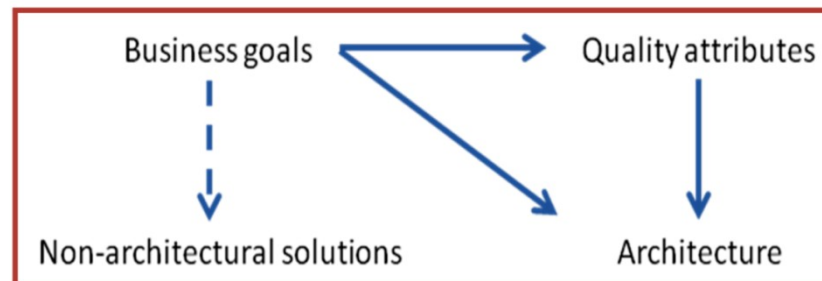 Business goals
Quality attributes
Non-architectural solutions
Architecture